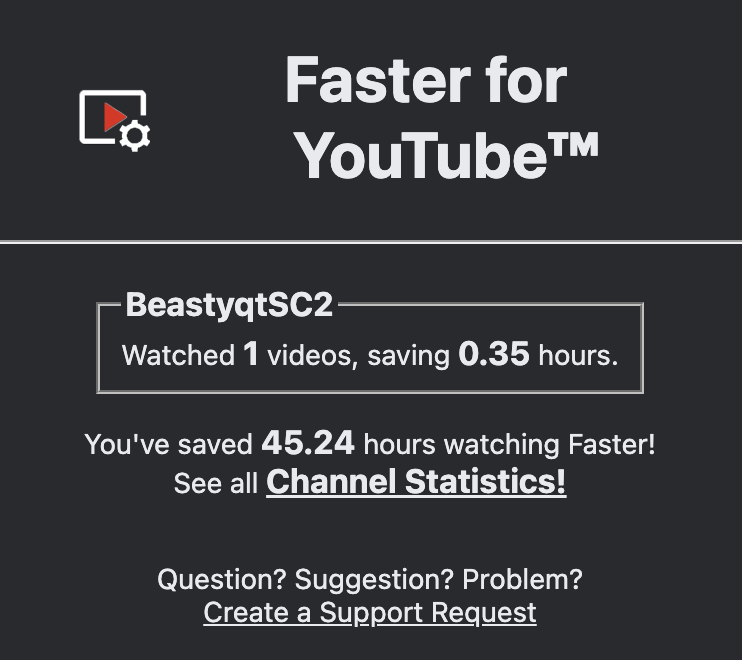 Faster for
YouTube™
BeastyqtSC2
Watched 1 videos, saving 0.35 hours.
You've saved 45.24 hours watching Faster!
See all Channel Statistics!
Question? Suggestion? Problem?
Create a Support Request